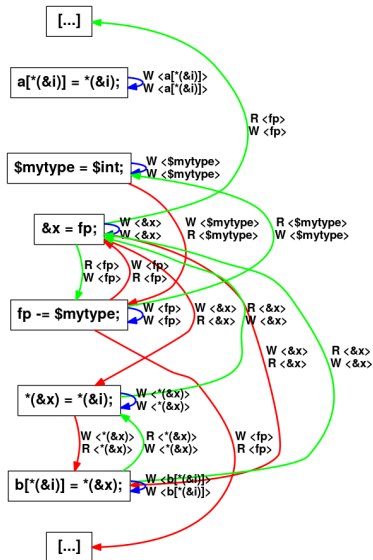 [...]
a[*(&i)] = *(&i);
W <a[*(&i)]>
W <a[*(&i)]>
R <fp>
W <fp>
$mytype = $int;
W <$mytype>
W <$mytype>
&x = fp;
W <&x>
W <&x>
W <$mytype>
R <$mytype>
R <$mytype>
W <$mytype>
R <fp>
W <fp>
W <fp>
R <fp>
fp -= $mytype;
W <fp>
W <fp>
W <&x>
R <&x>
R <&x>
W <&x>
W <&x>
R <&x>
R <&x>
W <&x>
*(&x) = *(&i);
W <*(&x)>
W <*(&x)>
W <*(&x)>
R <*(&x)>
R <*(&x)>
W <*(&x)>
W <fp>
R <fp>
b[*(&i)] = *(&x);
W <b[*(&i)]>
W <b[*(&i)]>
[...]